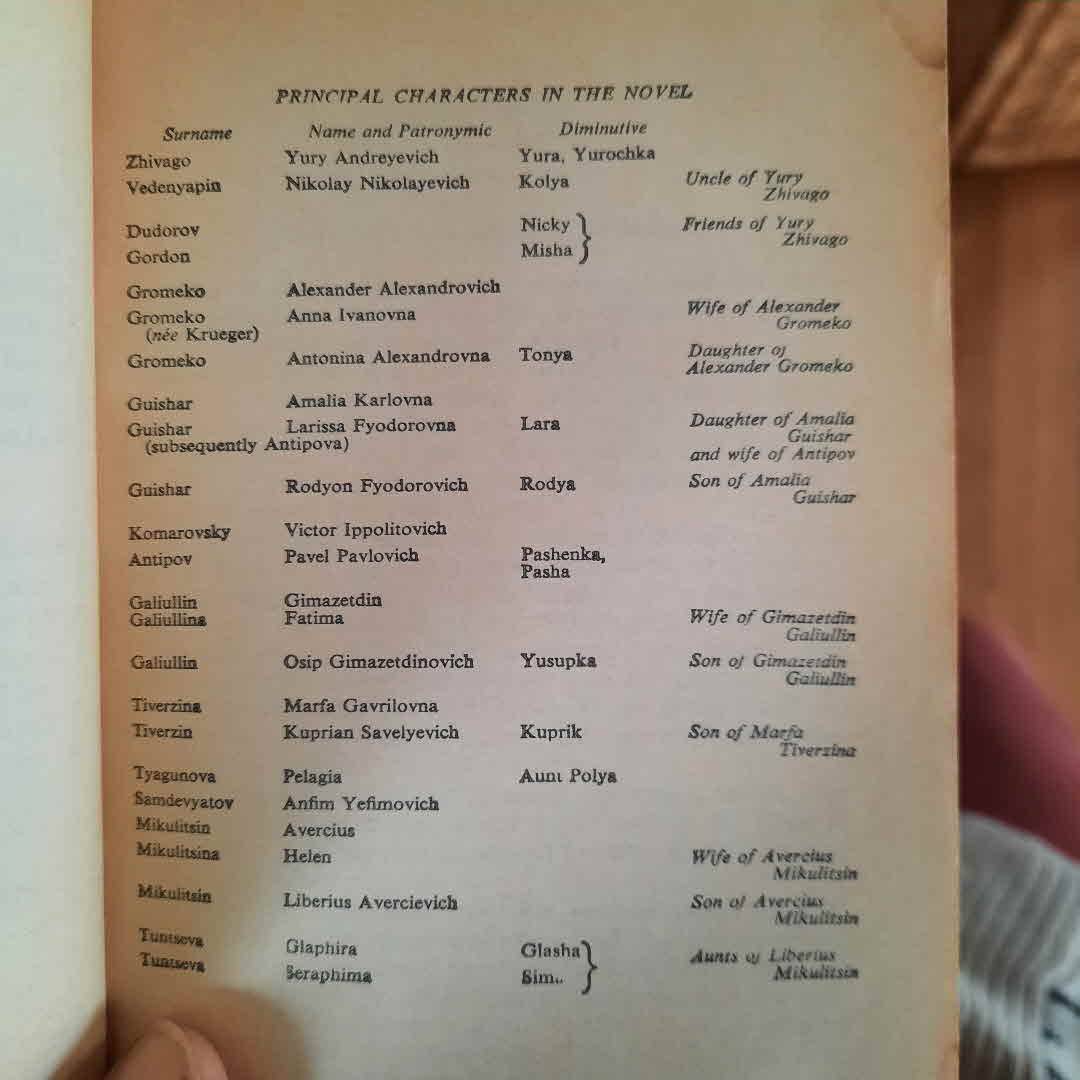 PRINCIPAL CHARACTERS IN THE NOVEL
Surname Name and Patronymic Diminutive
Zhivago Yury Andreyevich Yura, Yurochka
Vedenyapin Nikolay Nikolayevich Kolya Uncle of Yury
Zhivago
Dudorov Nicky } Friends of Yury
Zhivago
Gordon Misha
Gromeko Alexander Alexandrovich
Gromeko Anna Ivanovna Wife of Alexander
(née Krueger) Gromeko
Gromeko Antonina Alexandrovna Tonya Daughter of
Alexander Gromeko
Guishar Amalia Karlovna
Guishar Larissa Fyodorovna Lara Daughter of Amalia
(subsequently Antipova) Guishar
and wife of Antipov
Guishar Rodyon Fyodorovich Rodya Son of Amalia
Guishar
Komarovsky Victor Ippolitovich
Antipov Pavel Pavlovich Pashenka,
Pasha
Galiullin Gimazetdin
Galiullina Fatima Wife of Gimazetdin
Galiullin
Galiullin Osip Gimazetdinovich Yusupka Son of Gimazetdin
Galiullin
Tiverzina Marfa Gavrilovna
Tiverzin Kuprian Savelyevich Kuprik Son of Marfa
Tiverzina
Tyagunova Pelagia Aunt Polya
Samdevyatov Anfim Yefimovich
Mikulitsin Avercius
Mikulitsina Helen Wife of Avercius
Mikulitsin
Mikulitsin Liberius Avercievich Son of Avercius
Mikulitsin
Tuntseva Glaphira Glasha } Aunts of Liberius
Tuntseva Seraphima Mikulitsin